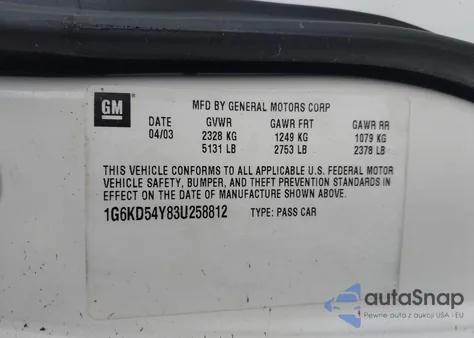 GM
MFD BY GENERAL MOTORS CORP
DATE GVWR GAWR FRT GAWR RR
04/03 2328 KG 1249 KG 1079 KG
5131 LB 2753 LB 2378 LB
THIS VEHICLE CONFORMS TO ALL APPLICABLE U.S. FEDERAL MOTOR
VEHICLE SAFETY, BUMPER, AND THEFT PREVENTION STANDARDS IN
EFFECT ON THE DATE OF MANUFACTURE SHOWN ABOVE.
1G6KD54Y83U258812 TYPE: PASS CAR
autoSnap
Pewne auta z aukcji USA i EU